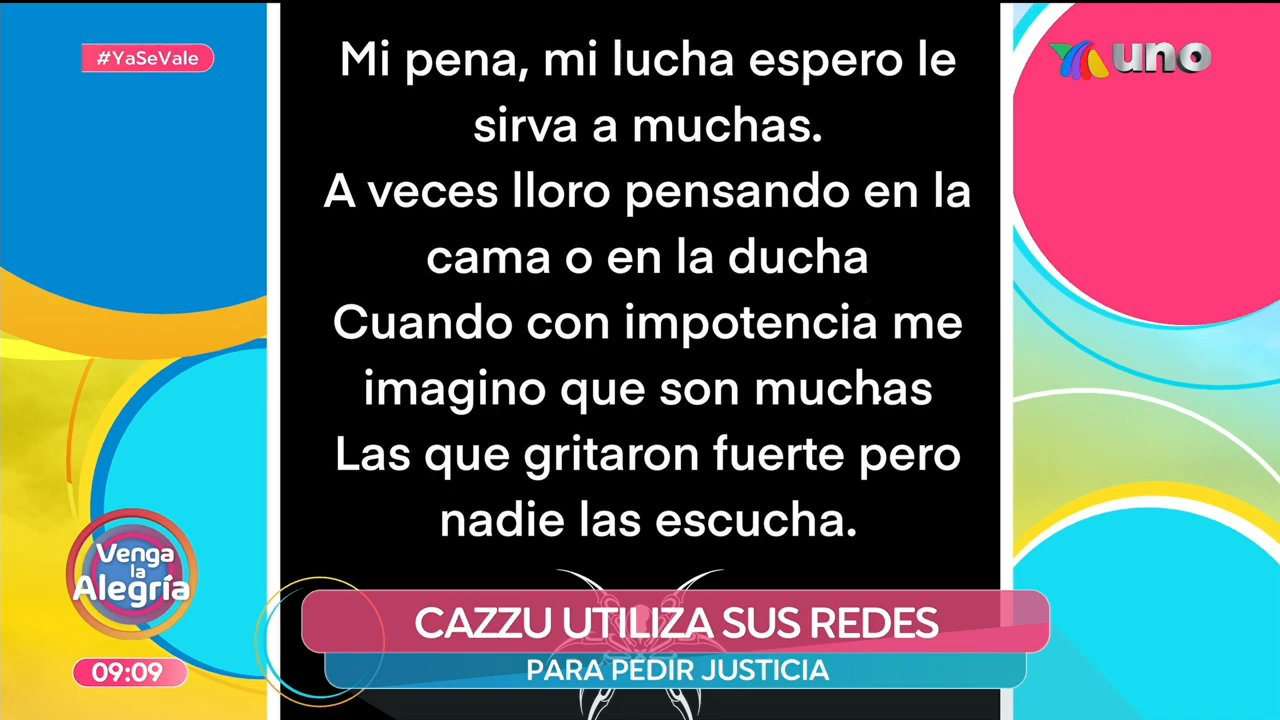 #YaSeVale
uno
Mi pena, mi lucha espero le
sirva a muchas.
A veces lloro pensando en la
cama o en la ducha
Cuando con impotencia me
imagino que son muchas
Las que gritaron fuerte pero
nadie las escucha.
Venga
la
Alegría
CAZZU UTILIZA SUS REDES
PARA PEDIR JUSTICIA
09:09